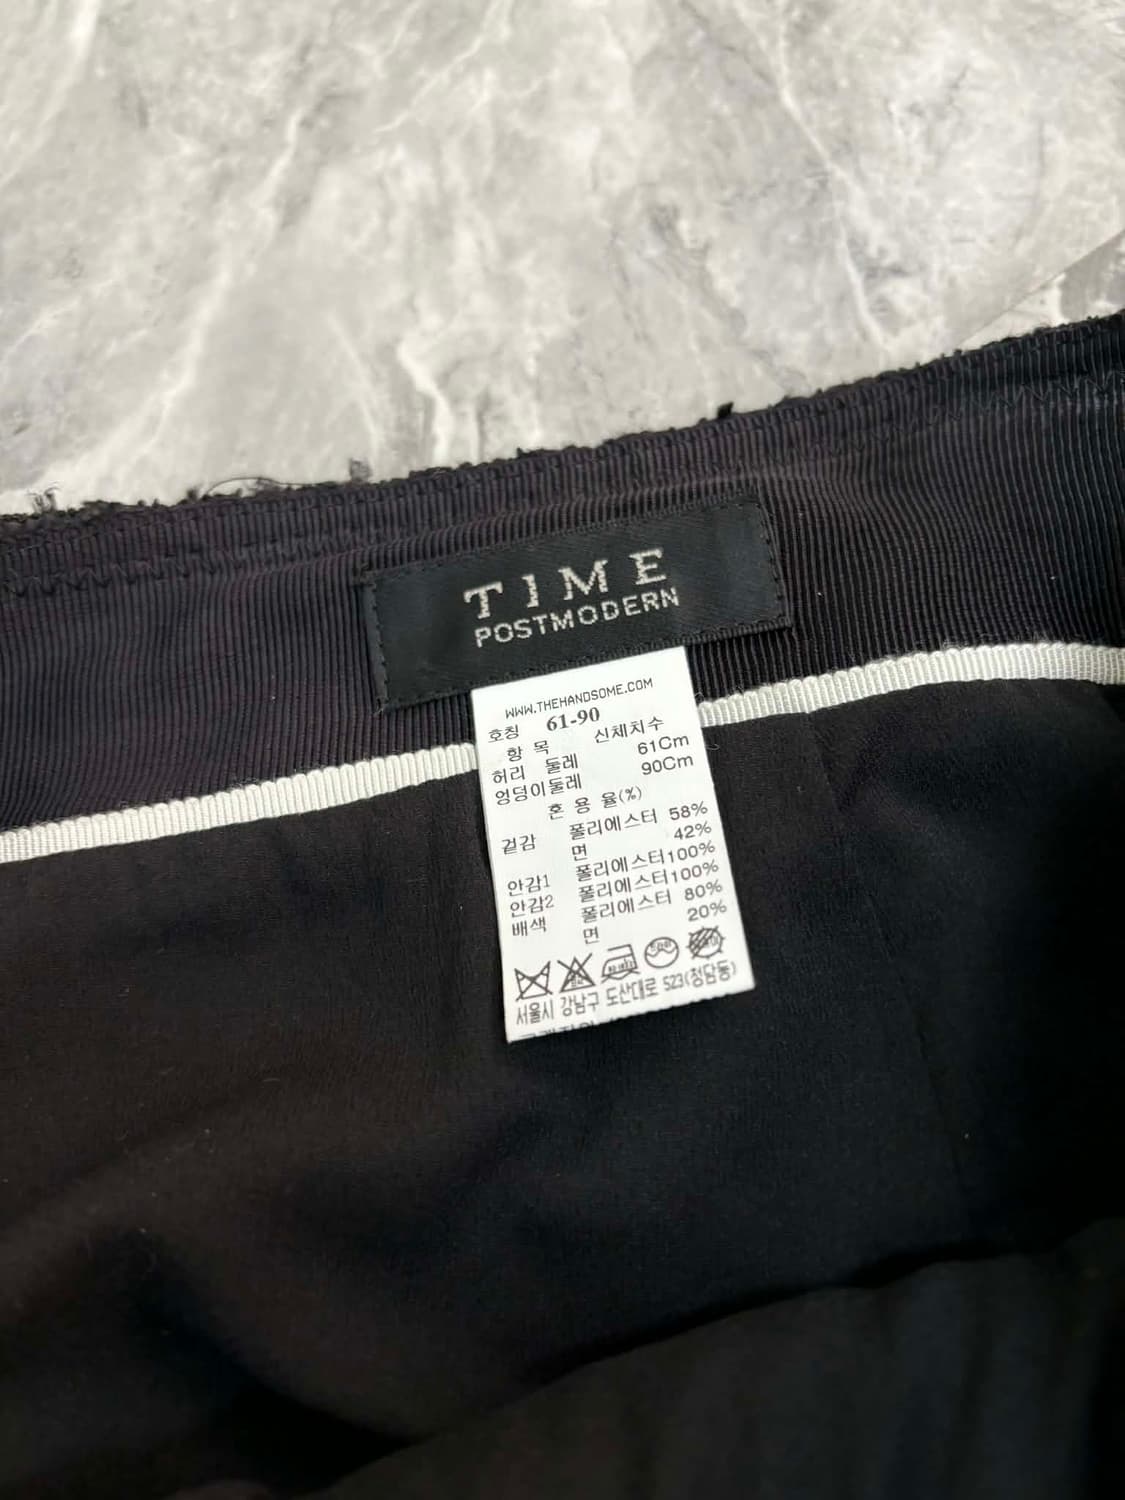 TIME
POSTMODERN
WWW.THEHANDSOME.COM
호칭 61-90
항 목 신체치수
허리 둘레 61Cm
엉덩이둘레 90Cm
혼 용 율(%)
겉감 폴리에스터 58%
면 42%
안감1 폴리에스터100%
안감2 폴리에스터100%
배색 폴리에스터 80%
면 20%
서울시 강남구 도산대로 523(청담동)